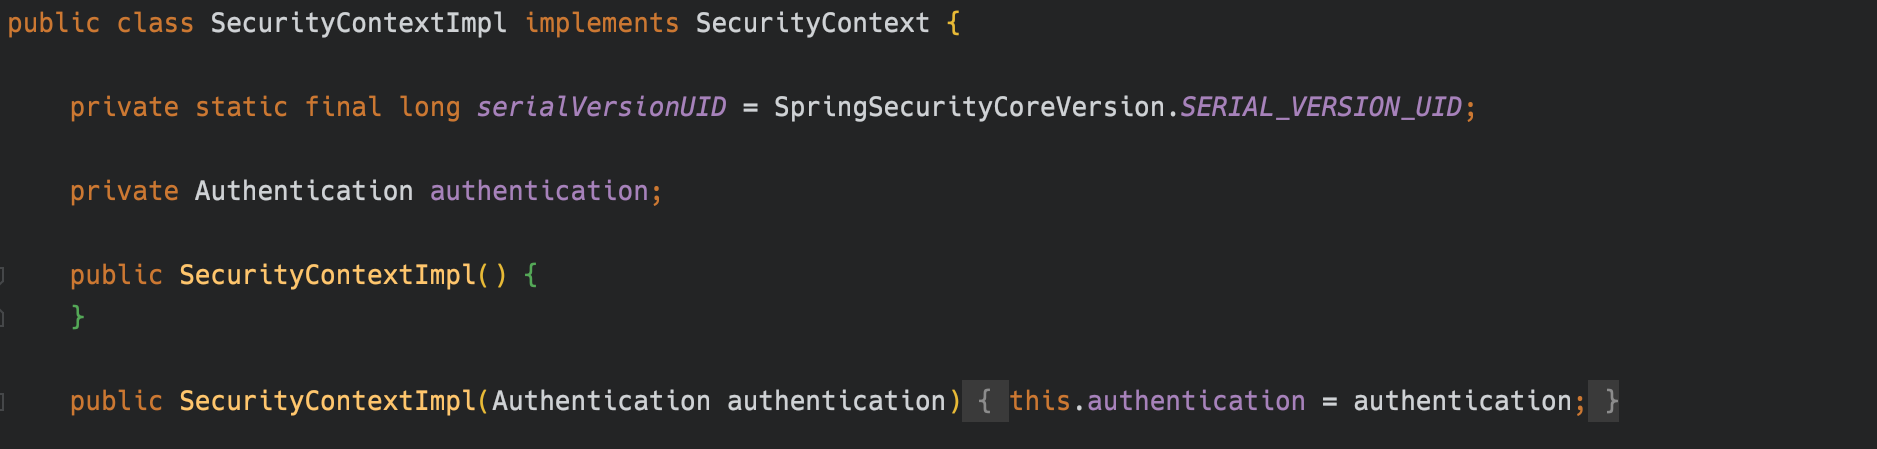 public class SecurityContextImpl implements SecurityContext {
private static final long serialVersionUID = SpringSecurityCoreVersion.SERIAL_VERSION_UID;
private Authentication authentication;
public SecurityContextImpl() {
}
public SecurityContextImpl(Authentication authentication) { this.authentication = authentication; }